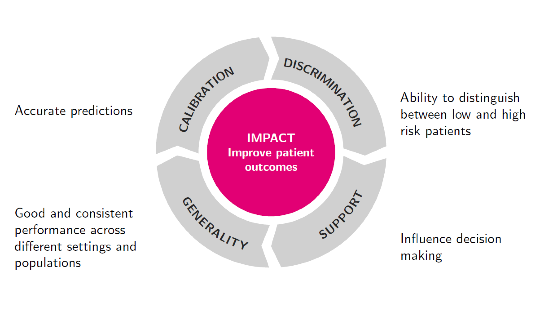 CALIBRATION
DISCRIMINATION
Accurate predictions
Ability to distinguish
between low and high
risk patients
IMPACT
Improve patient
outcomes
GENERALITY
SUPPORT
Good and consistent
performance across
different settings and
populations
Influence decision
making